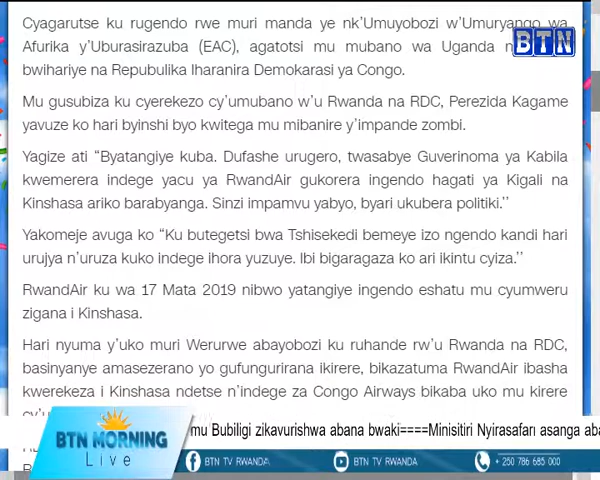 Cyagarutse ku rugendo rwe muri manda ye nk'Umuyobozi w'Umuryango wa
Afurika y'Uburasirazuba (EAC), agatotsi mu mubano wa Uganda
BTN
bwihariye na Repubulika Iharanira Demokarasi ya Congo.
Mu gusubiza ku cyerekezo cy'umubano w'u Rwanda na RDC, Perezida Kagame
yavuze ko hari byinshi byo kwitega mu mibanire y'impande zombi.
Yagize ati “Byatangiye kuba. Dufashe urugero, twasabye Guverinoma ya Kabila
kwemerera indege yacu ya RwandAir gukorera ingendo hagati ya Kigali na
Kinshasa ariko barabyanga. Sinzi impamvu yabyo, byari ukubera politiki.’’
Yakomeje avuga ko “Ku butegetsi bwa Tshisekedi bemeye izo ngendo kandi hari
urujya n'uruza kuko indege ihora yuzuye. Ibi bigaragaza ko ari ikintu cyiza.’’
RwandAir ku wa 17 Mata 2019 nibwo yatangiye ingendo eshatu mu cyumweru
zigana i Kinshasa.
Hari nyuma y'uko muri Werurwe abayobozi ku ruhande rw'u Rwanda na RDC,
basinyanye amasezerano yo gufungurirana ikirere, bikazatuma RwandAir ibasha
kwerekeza i Kinshasa ndetse n'indege za Congo Airways bikaba uko mu kirere
mu Bubiligi zikavurishwa abana bwaki====Minisitiri Nyirasafari asanga aba
BTN MORNING
Live
BTN TV RWANDA
BTN TV RWANDA
+ 250 786 685 000